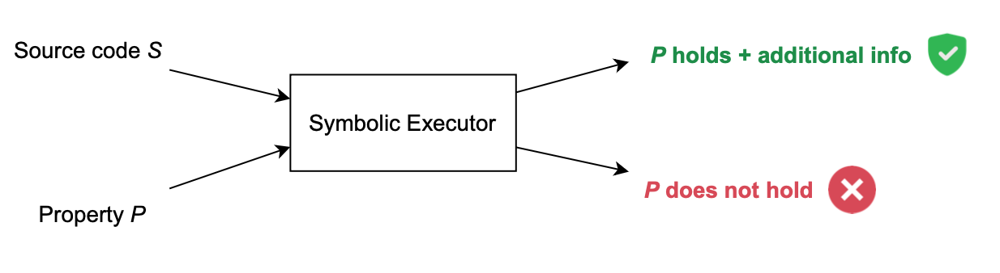 Source code S
P holds + additional info
Symbolic Executor
P does not hold
Property P